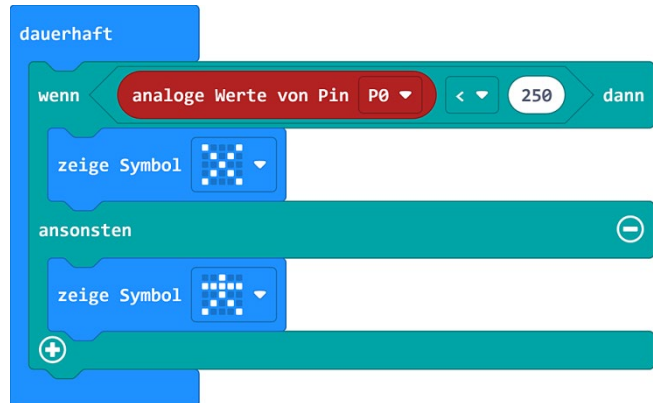 dauerhaft
wenn analoge Werte von Pin P0 < 250 dann
zeige Symbol
ansonsten
zeige Symbol